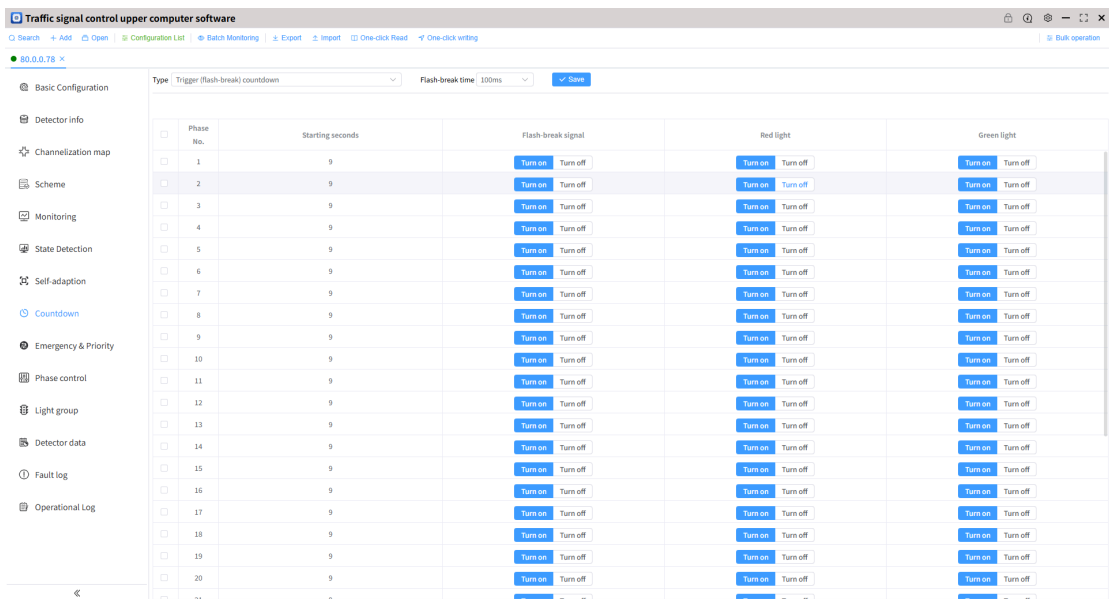 Traffic signal control upper computer software
Search + Add Open Configuration List Batch Monitoring Export Import One-click Read One-click writing Bulk operation
80.0.0.78 ×
Type Trigger (flash-break) countdown Flash-break time 100ms Save
Basic Configuration
Detector info
Channelization map
Scheme
Monitoring
State Detection
Self-adaption
Countdown
Emergency & Priority
Phase control
Light group
Detector data
Fault log
Operational Log
Phase No. Starting seconds Flash-break signal Red light Green light
1 9 Turn on Turn off Turn on Turn off Turn on Turn off
2 9 Turn on Turn off Turn on Turn off Turn on Turn off
3 9 Turn on Turn off Turn on Turn off Turn on Turn off
4 9 Turn on Turn off Turn on Turn off Turn on Turn off
5 9 Turn on Turn off Turn on Turn off Turn on Turn off
6 9 Turn on Turn off Turn on Turn off Turn on Turn off
7 9 Turn on Turn off Turn on Turn off Turn on Turn off
8 9 Turn on Turn off Turn on Turn off Turn on Turn off
9 9 Turn on Turn off Turn on Turn off Turn on Turn off
10 9 Turn on Turn off Turn on Turn off Turn on Turn off
11 9 Turn on Turn off Turn on Turn off Turn on Turn off
12 9 Turn on Turn off Turn on Turn off Turn on Turn off
13 9 Turn on Turn off Turn on Turn off Turn on Turn off
14 9 Turn on Turn off Turn on Turn off Turn on Turn off
15 9 Turn on Turn off Turn on Turn off Turn on Turn off
16 9 Turn on Turn off Turn on Turn off Turn on Turn off
17 9 Turn on Turn off Turn on Turn off Turn on Turn off
18 9 Turn on Turn off Turn on Turn off Turn on Turn off
19 9 Turn on Turn off Turn on Turn off Turn on Turn off
20 9 Turn on Turn off Turn on Turn off Turn on Turn off